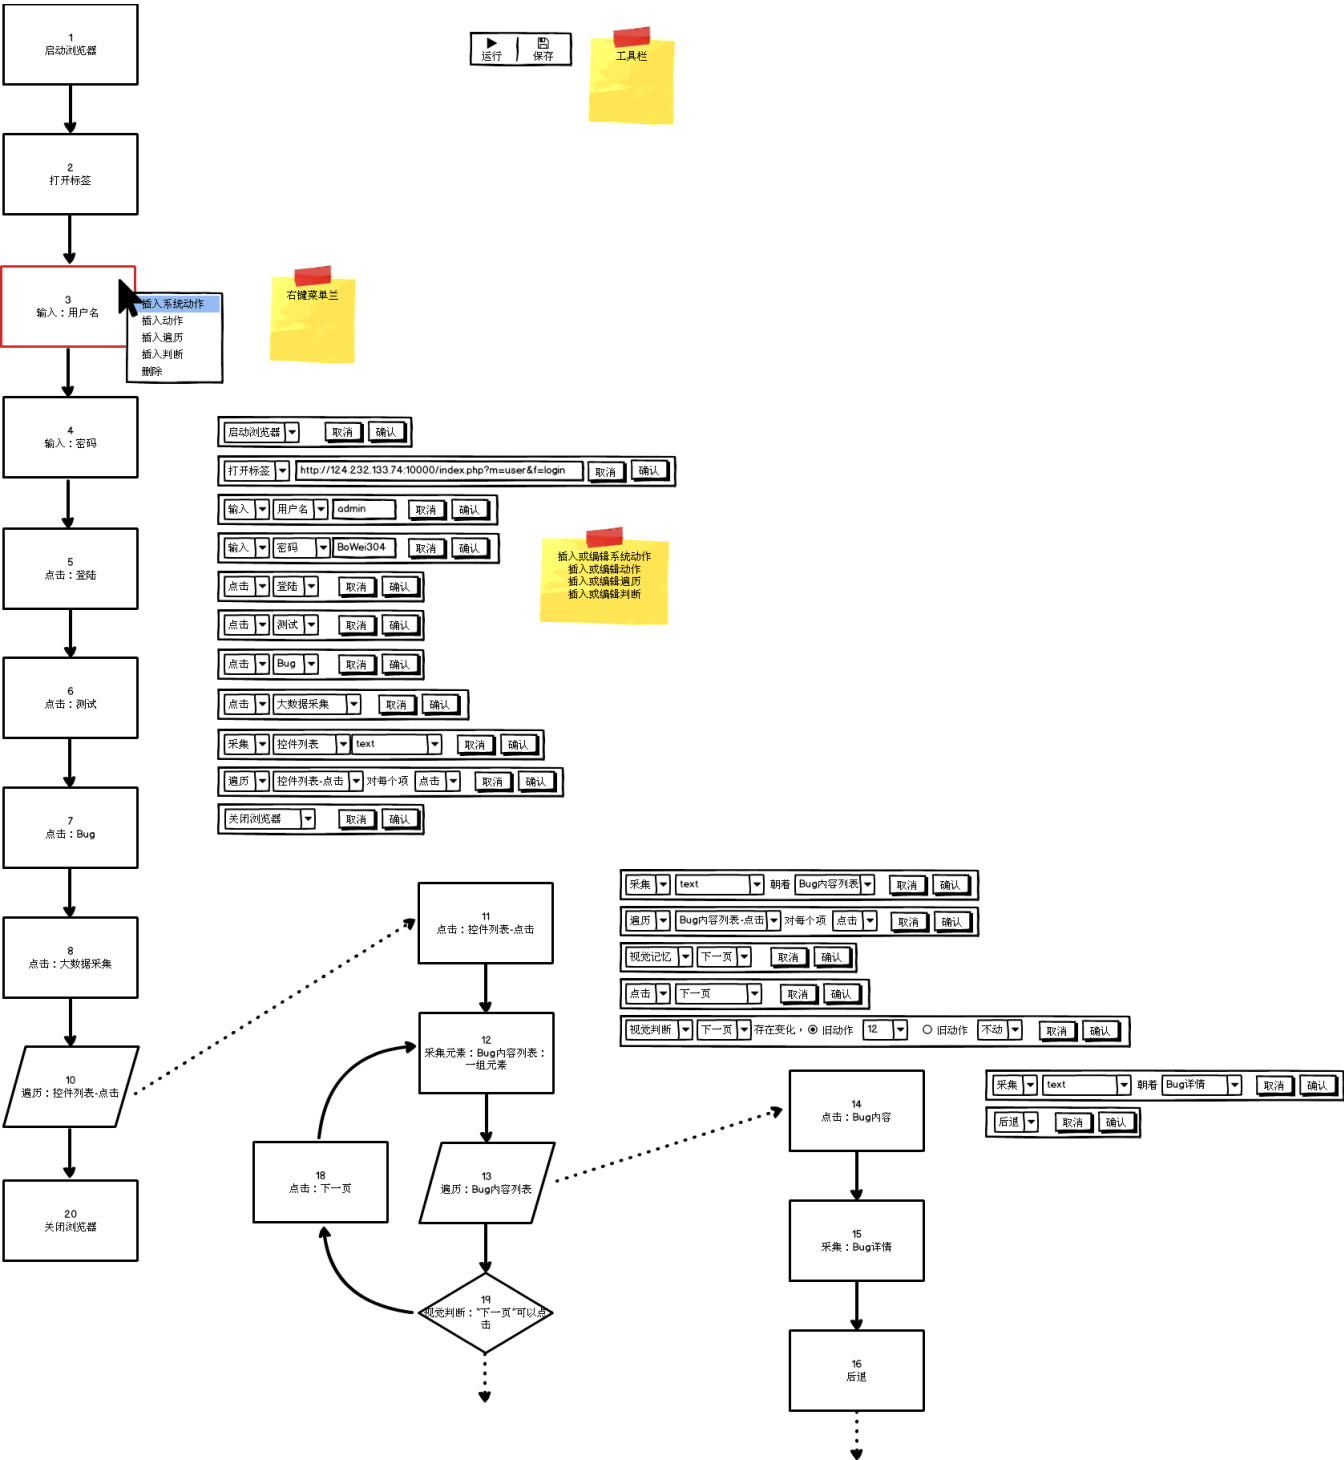 1
启动浏览器
运行
保存
工具栏
2
打开标签
3
输入：用户名
插入系统动作
插入动作
插入遍历
插入判断
删除
右键菜单兰
4
输入：密码
启动浏览器 取消 确认
打开标签 http://124.232.133.74:10000/index.php?m=user&f=login 取消 确认
输入 用户名 admin 取消 确认
输入 密码 BoWei304 取消 确认
插入或编辑系统动作
插入或编辑动作
插入或编辑遍历
插入或编辑判断
5
点击：登陆
点击 登陆 取消 确认
点击 测试 取消 确认
点击 Bug 取消 确认
6
点击：测试
点击 大数据采集 取消 确认
采集 控件列表 text 取消 确认
遍历 控件列表-点击 对每个项 点击 取消 确认
关闭浏览器 取消 确认
7
点击：Bug
8
点击：大数据采集
10
遍历：控件列表-点击
20
关闭浏览器
11
点击：控件列表-点击
12
采集元素：Bug内容列表：
一组元素
13
遍历：Bug内容列表
18
点击：下一页
19
视觉判断：“下一页”可以点
击
采集 text 朝着 Bug内容列表 取消 确认
遍历 Bug内容列表-点击 对每个项 点击 取消 确认
视觉记忆 下一页 取消 确认
点击 下一页 取消 确认
视觉判断 下一页 存在变化， 旧动作 12 旧动作 不动 取消 确认
14
点击：Bug内容
15
采集：Bug详情
16
后退
采集 text 朝着 Bug详情 取消 确认
后退 取消 确认